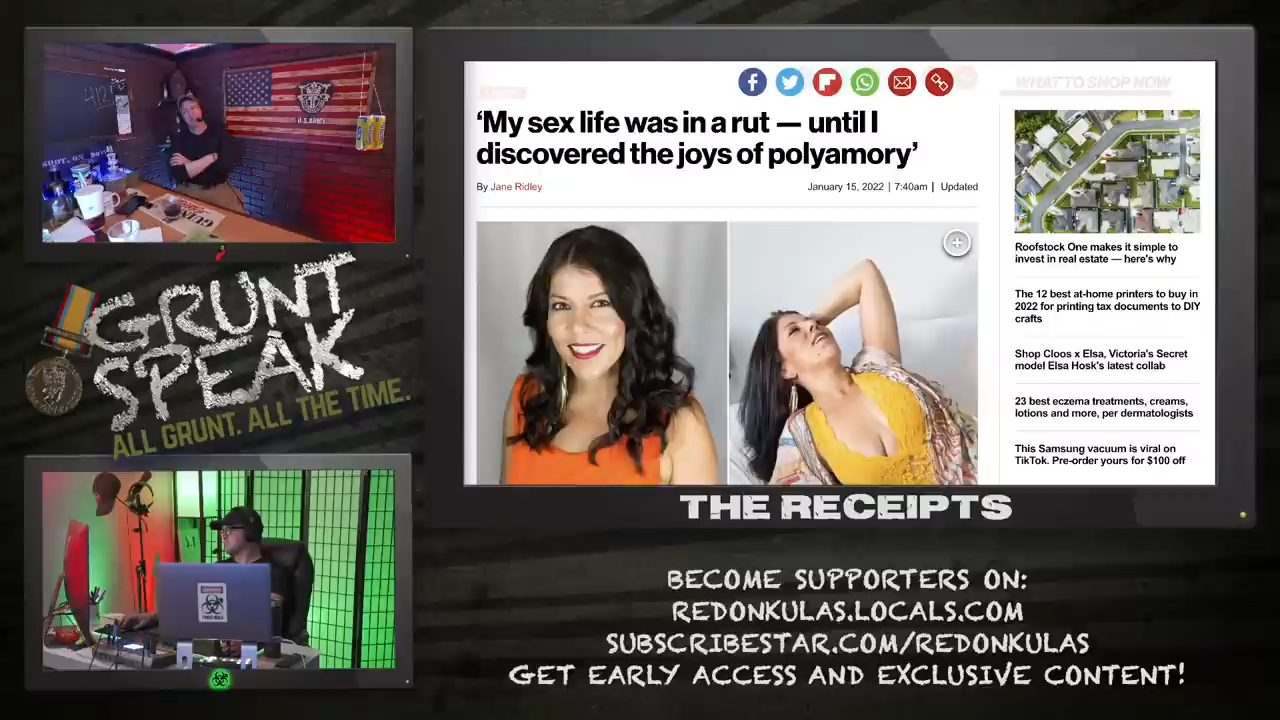 U.S. ARMY
GRUNT
SPEAK
ALL GRUNT. ALL THE TIME.
WHAT TO SHOP NOW
‘My sex life was in a rut — until I
discovered the joys of polyamory’
By Jane Ridley
January 15, 2022 | 7:40am | Updated
Roofstock One makes it simple to
invest in real estate — here's why
The 12 best at-home printers to buy in
2022 for printing tax documents to DIY
crafts
Shop Cloos x Elsa, Victoria's Secret
model Elsa Hosk's latest collab
23 best eczema treatments, creams,
lotions and more, per dermatologists
This Samsung vacuum is viral on
TikTok. Pre-order yours for $100 off
THE RECEIPTS
BECOME SUPPORTERS ON:
REDONKULAS.LOCALS.COM
SUBSCRIBESTAR.COM/REDONKULAS
GET EARLY ACCESS AND EXCLUSIVE CONTENT!